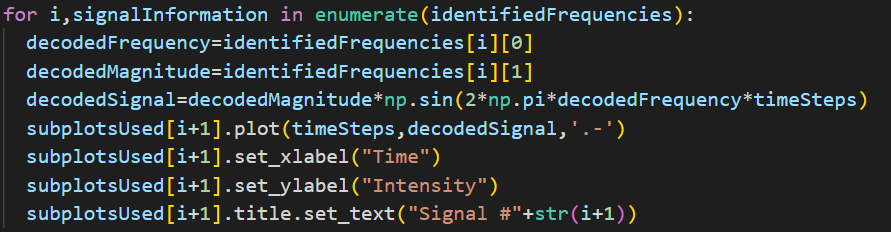 for i,signalInformation in enumerate(identifiedFrequencies):
  decodedFrequency=identifiedFrequencies[i][0]
  decodedMagnitude=identifiedFrequencies[i][1]
  decodedSignal=decodedMagnitude*np.sin(2*np.pi*decodedFrequency*timeSteps)
  subplotsUsed[i+1].plot(timeSteps,decodedSignal,'.-')
  subplotsUsed[i+1].set_xlabel("Time")
  subplotsUsed[i+1].set_ylabel("Intensity")
  subplotsUsed[i+1].title.set_text("Signal #"+str(i+1))